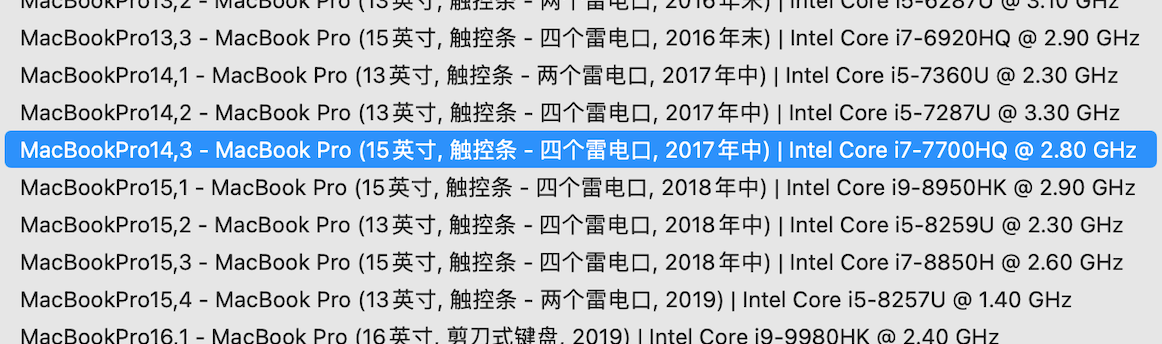 MacBookPro13,2 - MacBook Pro (13英寸, 触控条 - 两个雷电口, 2016年末) | Intel Core i5-6287U @ 3.10 GHz
MacBookPro13,3 - MacBook Pro (15英寸, 触控条 - 四个雷电口, 2016年末) | Intel Core i7-6920HQ @ 2.90 GHz
MacBookPro14,1 - MacBook Pro (13英寸, 触控条 - 两个雷电口, 2017年中) | Intel Core i5-7360U @ 2.30 GHz
MacBookPro14,2 - MacBook Pro (13英寸, 触控条 - 四个雷电口, 2017年中) | Intel Core i5-7287U @ 3.30 GHz
MacBookPro14,3 - MacBook Pro (15英寸, 触控条 - 四个雷电口, 2017年中) | Intel Core i7-7700HQ @ 2.80 GHz
MacBookPro15,1 - MacBook Pro (15英寸, 触控条 - 四个雷电口, 2018年中) | Intel Core i9-8950HK @ 2.90 GHz
MacBookPro15,2 - MacBook Pro (13英寸, 触控条 - 四个雷电口, 2018年中) | Intel Core i5-8259U @ 2.30 GHz
MacBookPro15,3 - MacBook Pro (15英寸, 触控条 - 四个雷电口, 2018年中) | Intel Core i7-8850H @ 2.60 GHz
MacBookPro15,4 - MacBook Pro (13英寸, 触控条 - 两个雷电口, 2019) | Intel Core i5-8257U @ 1.40 GHz
MacBookPro16,1 - MacBook Pro (16英寸, 剪刀式键盘, 2019) | Intel Core i9-9980HK @ 2.40 GHz